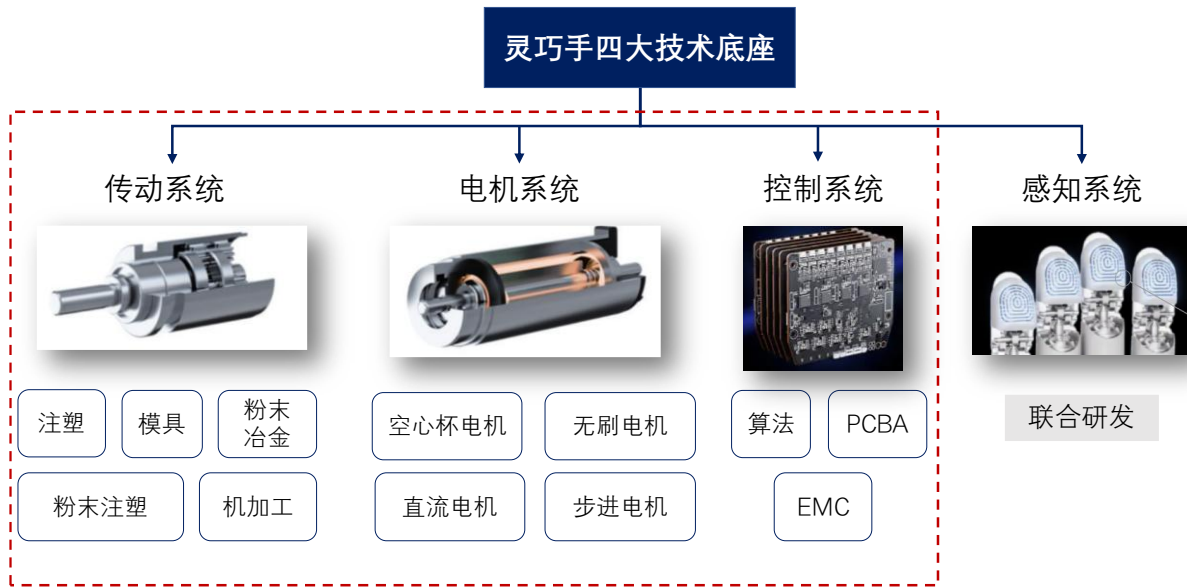 灵巧手四大技术底座
传动系统
电机系统
控制系统
感知系统
注塑
模具
粉末
冶金
粉末注塑
机加工
空心杯电机
无刷电机
直流电机
步进电机
算法
PCBA
EMC
联合研发